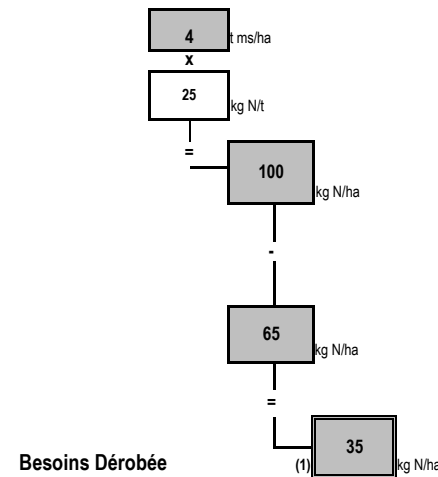 4 t ms/ha
x
25 kg N/t
=
100 kg N/ha
-
65 kg N/ha
=
Besoins Dérobée (1) 35 kg N/ha